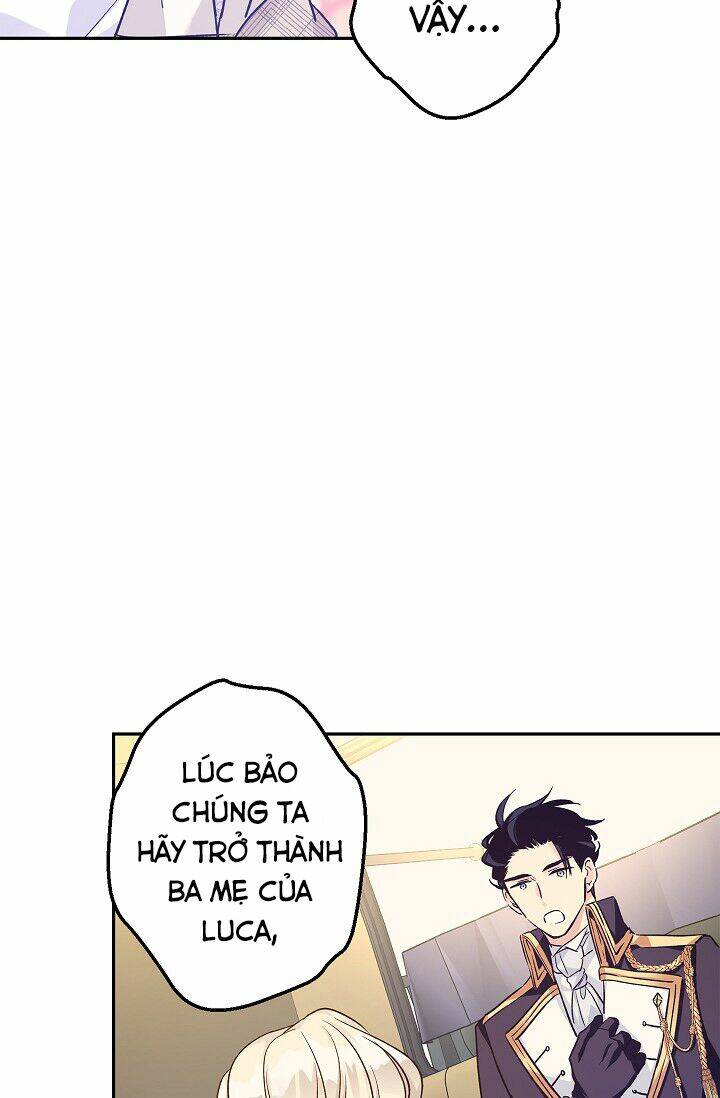 VẬY...
LÚC BẢO
CHÚNG TA
HÃY TRỞ THÀNH
BA MẸ CỦA
LUCA,